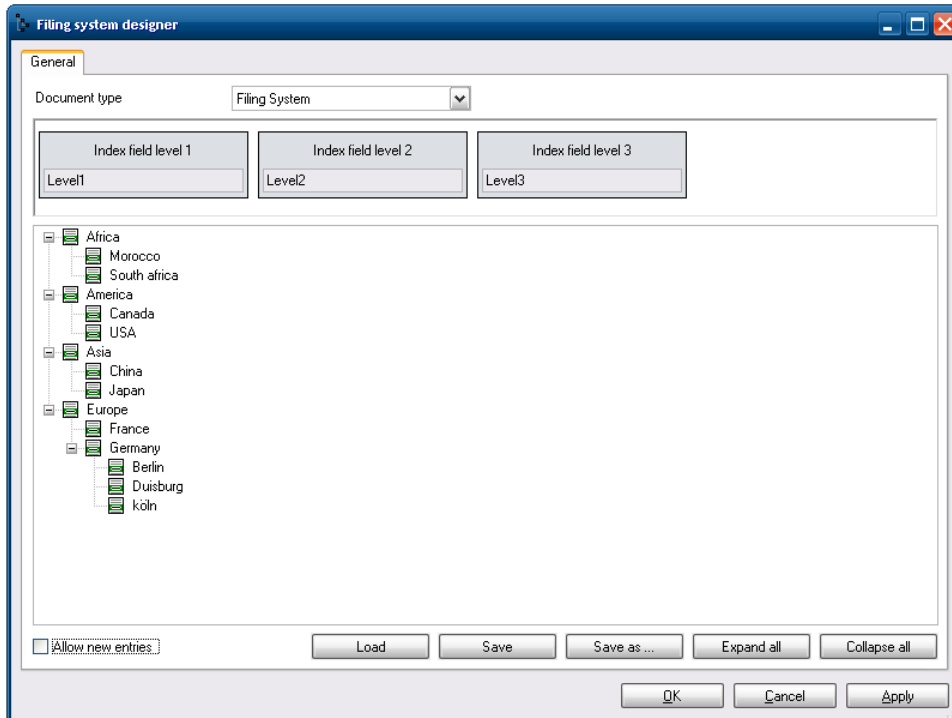 Filing system designer
General
Document type Filing System
Index field level 1 Index field level 2 Index field level 3
Level1 Level2 Level3
Africa
Morocco
South africa
America
Canada
USA
Asia
China
Japan
Europe
France
Germany
Berlin
Duisburg
köln
Allow new entries Load Save Save as ... Expand all Collapse all
OK Cancel Apply